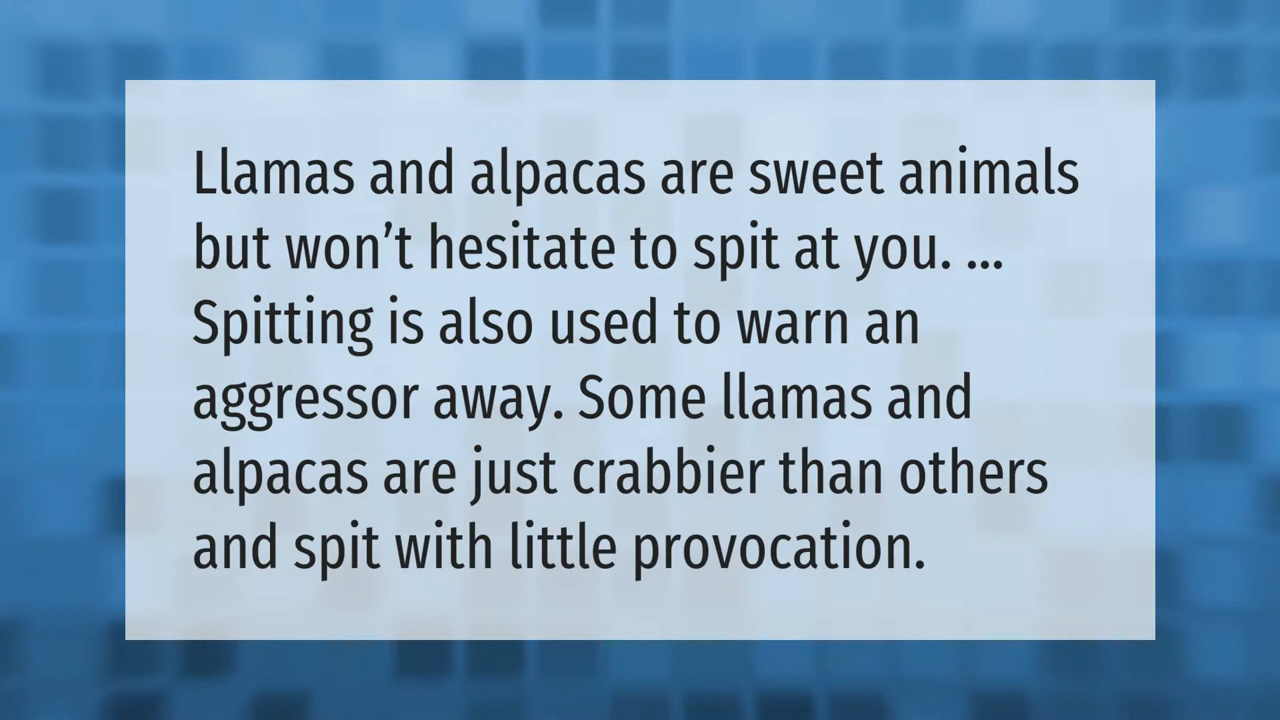 Llamas and alpacas are sweet animals
but won’t hesitate to spit at you. ...
Spitting is also used to warn an
aggressor away. Some llamas and
alpacas are just crabbier than others
and spit with little provocation.